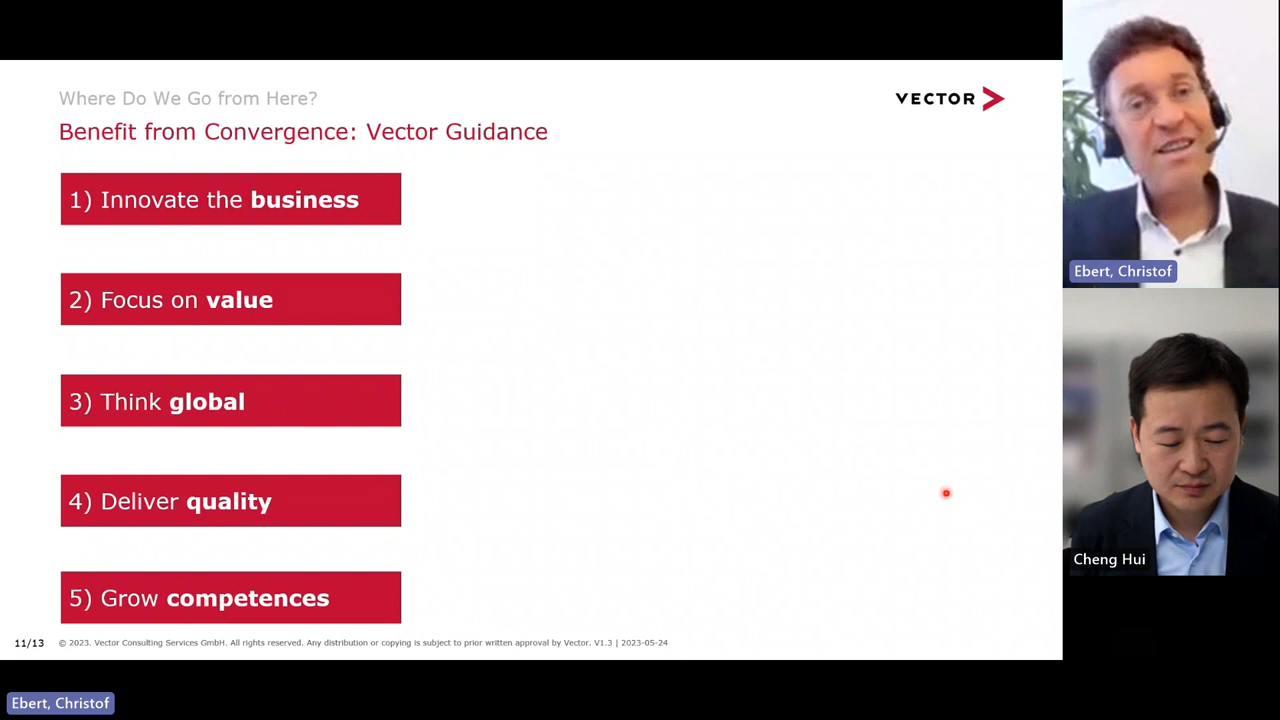 Where Do We Go from Here?
VECTOR
Benefit from Convergence: Vector Guidance
1) Innovate the business
2) Focus on value
3) Think global
4) Deliver quality
5) Grow competences
11/13 © 2023. Vector Consulting Services GmbH. All rights reserved. Any distribution or copying is subject to prior written approval by Vector. V1.3 | 2023-05-24
Ebert, Christof
Cheng Hui
Ebert, Christof